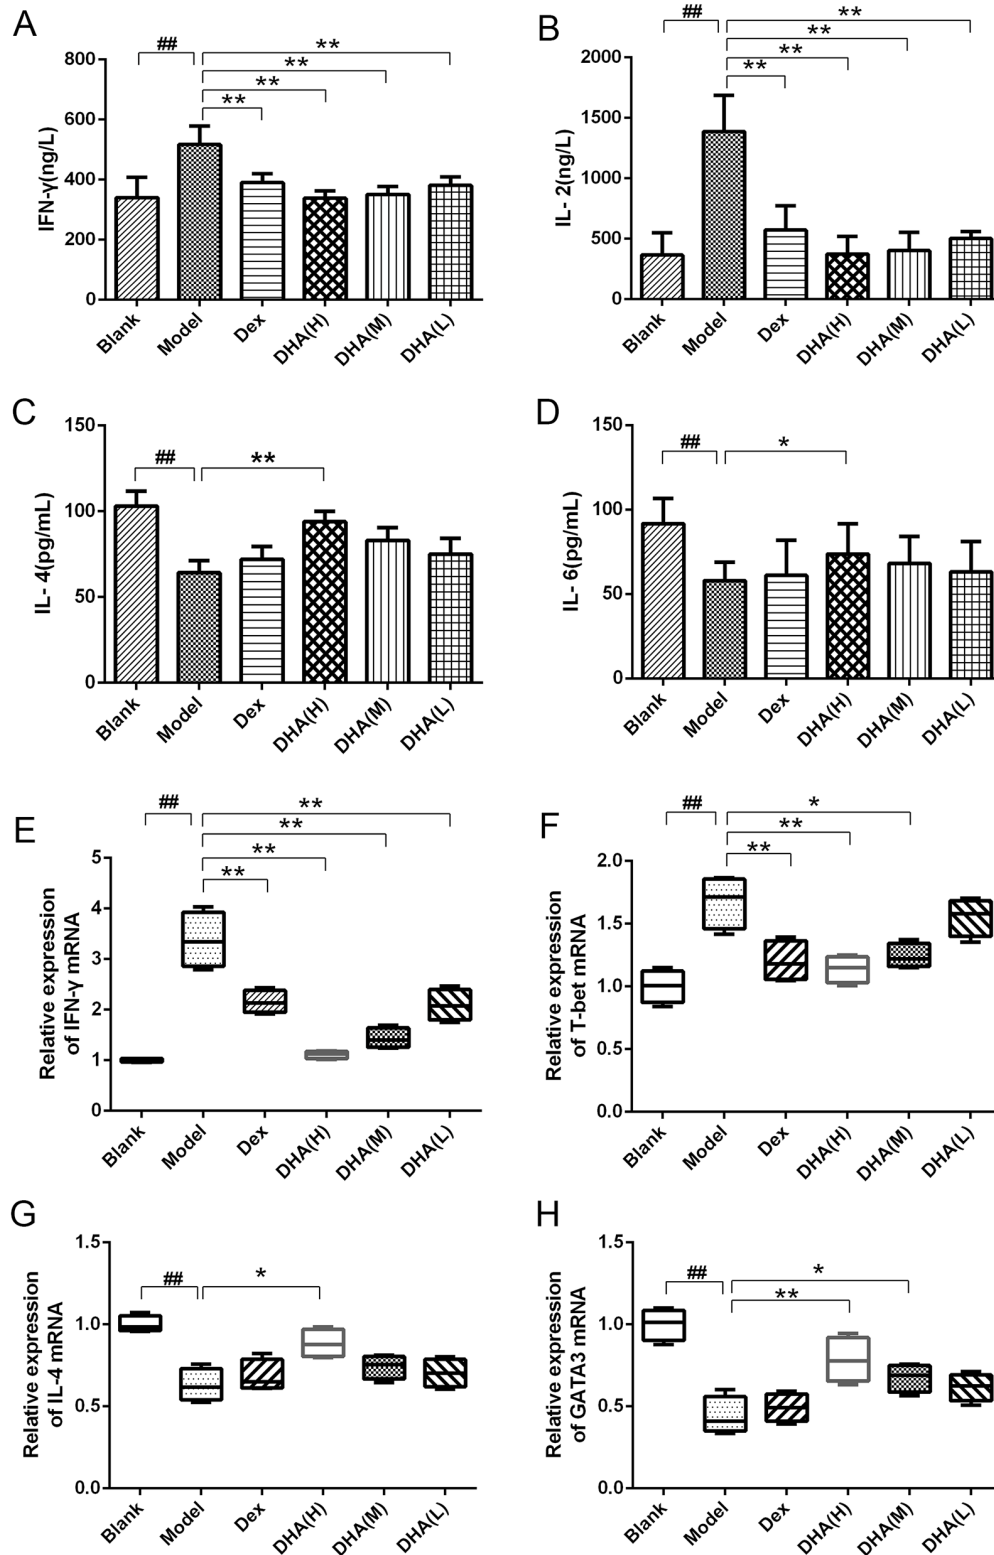 A
##
**
**
**
**
IFN-γ(ng/L)
800
600
400
200
0
Blank
Model
Dex
DHA(H)
DHA(M)
DHA(L)
B
##
**
**
**
**
IL- 2(ng/L)
2000
1500
1000
500
0
Blank
Model
Dex
DHA(H)
DHA(M)
DHA(L)
C
##
**
IL- 4(pg/mL)
150
100
50
0
Blank
Model
Dex
DHA(H)
DHA(M)
DHA(L)
D
##
*
IL- 6(pg/mL)
150
100
50
0
Blank
Model
Dex
DHA(H)
DHA(M)
DHA(L)
E
##
**
**
**
**
Relative expression
of IFN-γ mRNA
5
4
3
2
1
0
Blank
Model
Dex
DHA(H)
DHA(M)
DHA(L)
F
##
*
**
**
Relative expression
of T-bet mRNA
2.0
1.5
1.0
0.5
0.0
Blank
Model
Dex
DHA(H)
DHA(M)
DHA(L)
G
##
*
Relative expression
of IL-4 mRNA
1.5
1.0
0.5
0.0
Blank
Model
Dex
DHA(H)
DHA(M)
DHA(L)
H
##
*
**
Relative expression
of GATA3 mRNA
1.5
1.0
0.5
0.0
Blank
Model
Dex
DHA(H)
DHA(M)
DHA(L)